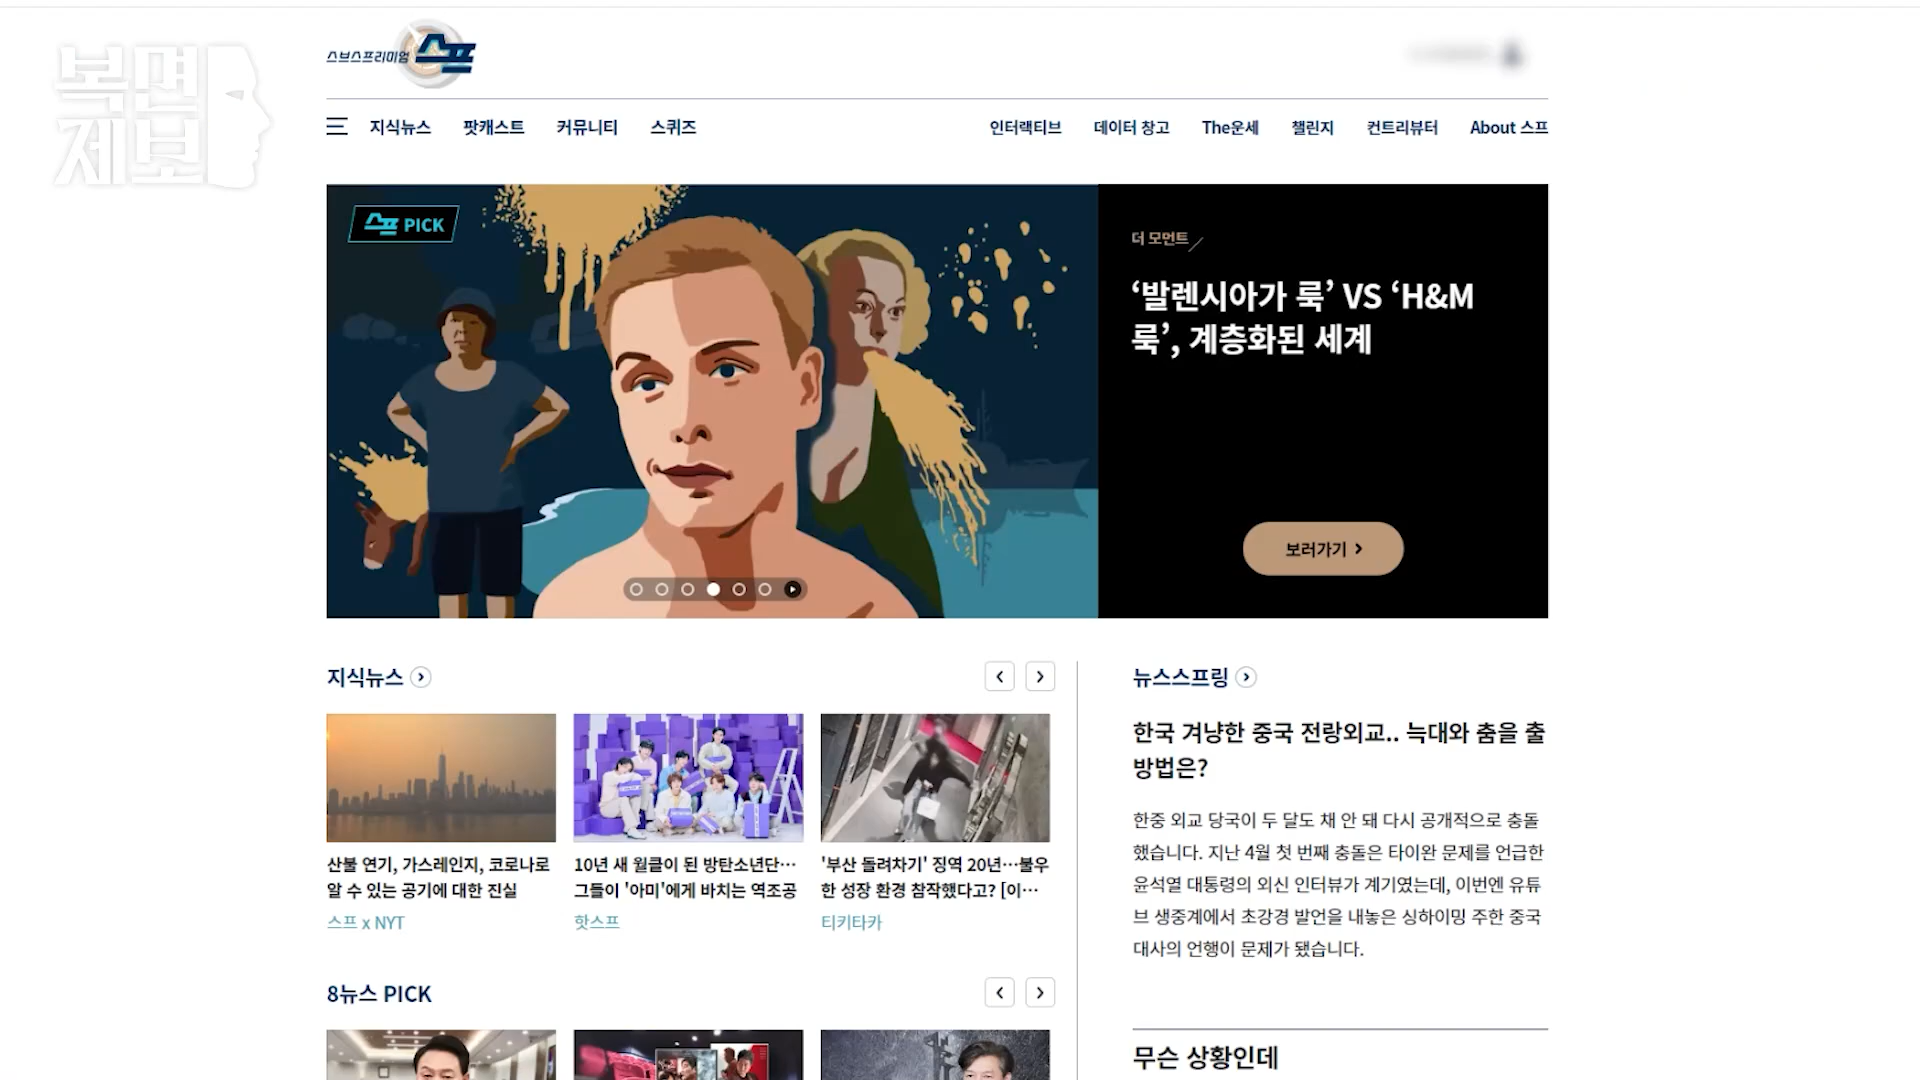 복면
제보
스브스프리미엄 스프
지식뉴스 팟캐스트 커뮤니티 스퀴즈
인터랙티브 데이터 창고 The운세 챌린지 컨트리뷰터 About 스프
스프 PICK
더 모먼트
‘발렌시아가 룩’ VS ‘H&M
룩’, 계층화된 세계
보러가기
지식뉴스
산불 연기, 가스레인지, 코로나로
알 수 있는 공기에 대한 진실
스프 x NYT
10년 새 월클이 된 방탄소년단…
그들이 '아미'에게 바치는 역조공
핫스프
'부산 돌려차기' 징역 20년…불우
한 성장 환경 참작했다고? [이…
티키타카
8뉴스 PICK
뉴스스프링
한국 겨냥한 중국 전랑외교.. 늑대와 춤을 출
방법은?
한중 외교 당국이 두 달도 채 안 돼 다시 공개적으로 충돌
했습니다. 지난 4월 첫 번째 충돌은 타이완 문제를 언급한
윤석열 대통령의 외신 인터뷰가 계기였는데, 이번엔 유튜
브 생중계에서 초강경 발언을 내놓은 싱하이밍 주한 중국
대사의 언행이 문제가 됐습니다.
무슨 상황인데